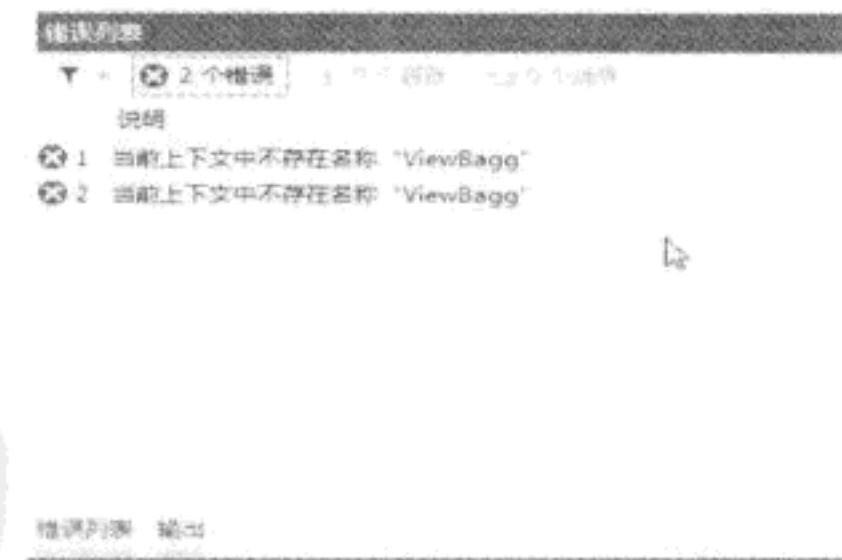 错误列表
2 个错误
说明
1 当前上下文中不存在名称 "ViewBagg"
2 当前上下文中不存在名称 "ViewBagg"
错误列表 输出